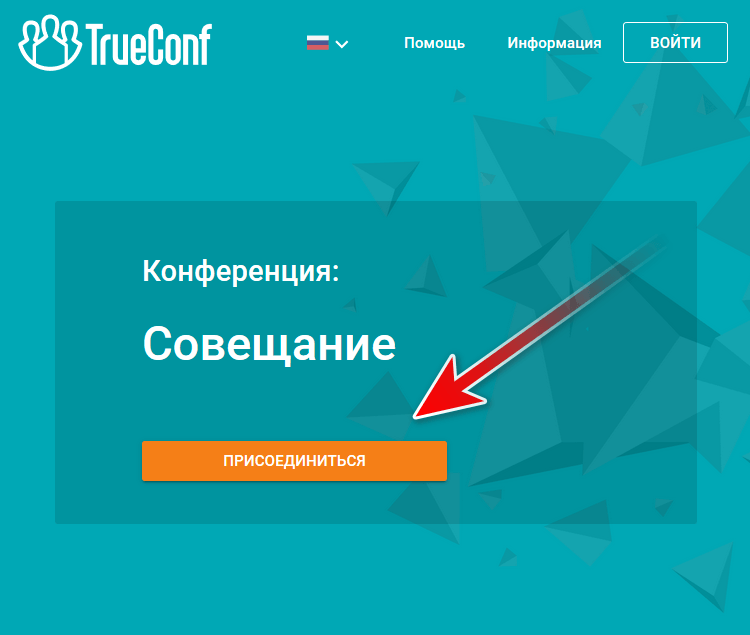 TrueConf
Помощь
Информация
ВОЙТИ
Конференция:
Совещание
ПРИСОЕДИНИТЬСЯ